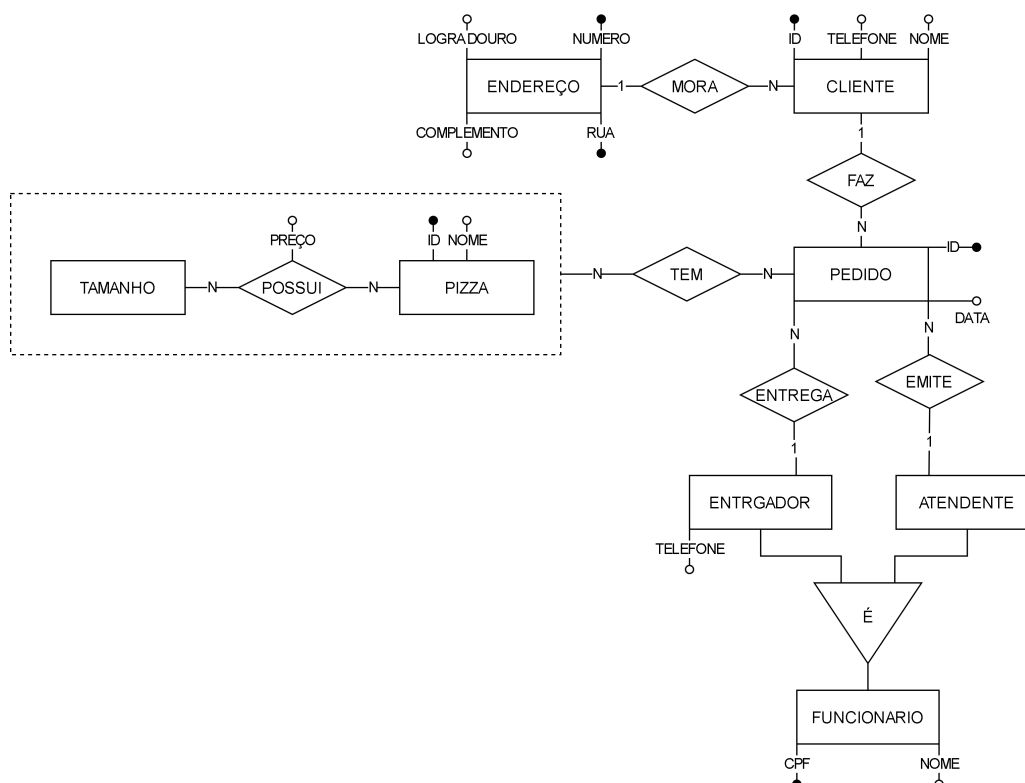 LOGRADOURO NUMERO ID TELEFONE NOME
ENDEREÇO 1 MORA N CLIENTE
COMPLEMENTO RUA 1
FAZ
PREÇO ID NOME N ID
TAMANHO N POSSUI N PIZZA N TEM N PEDIDO
DATA
N N
ENTREGA EMITE
1 1
ENTRGADOR ATENDENTE
TELEFONE
É
FUNCIONARIO
CPF NOME